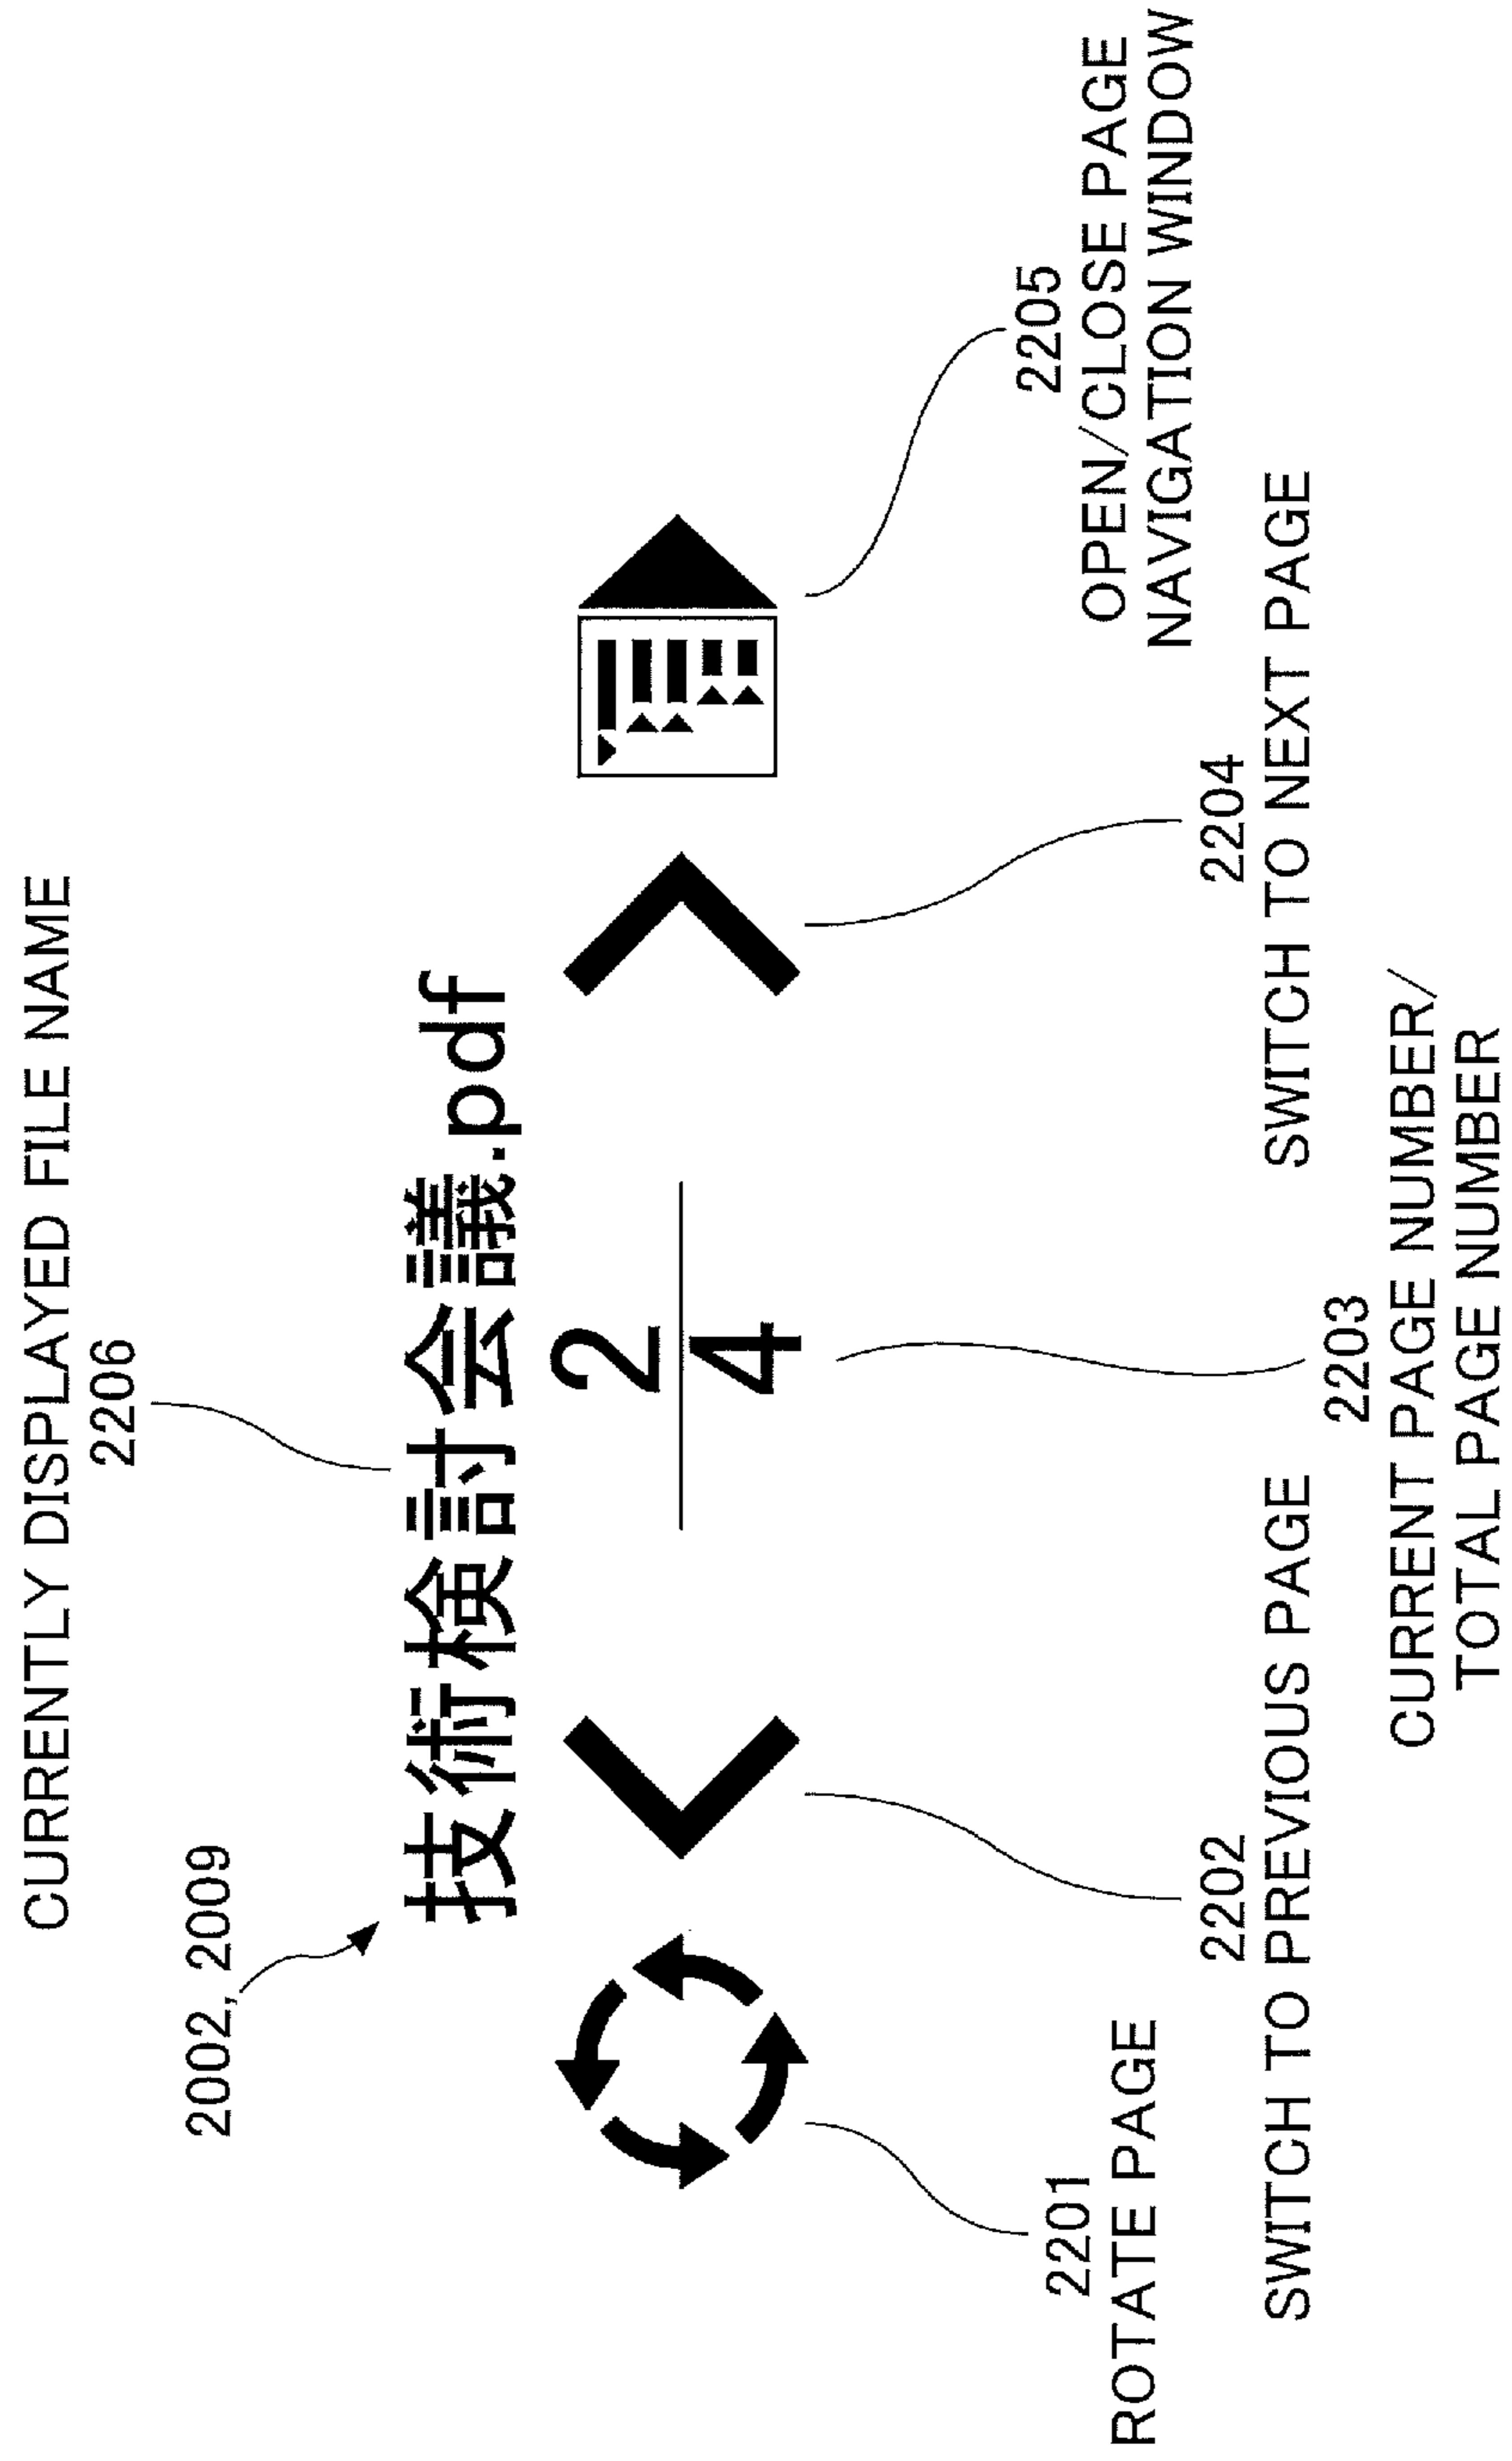 CURRENTLY DISPLAYED FILE NAME
2206
2002, 2009
技術検討会議.pdf
2
4
2201
ROTATE PAGE
2202
SWITCH TO PREVIOUS PAGE
2203
CURRENT PAGE NUMBER/
TOTAL PAGE NUMBER
2204
SWITCH TO NEXT PAGE
2205
OPEN/CLOSE PAGE
NAVIGATION WINDOW